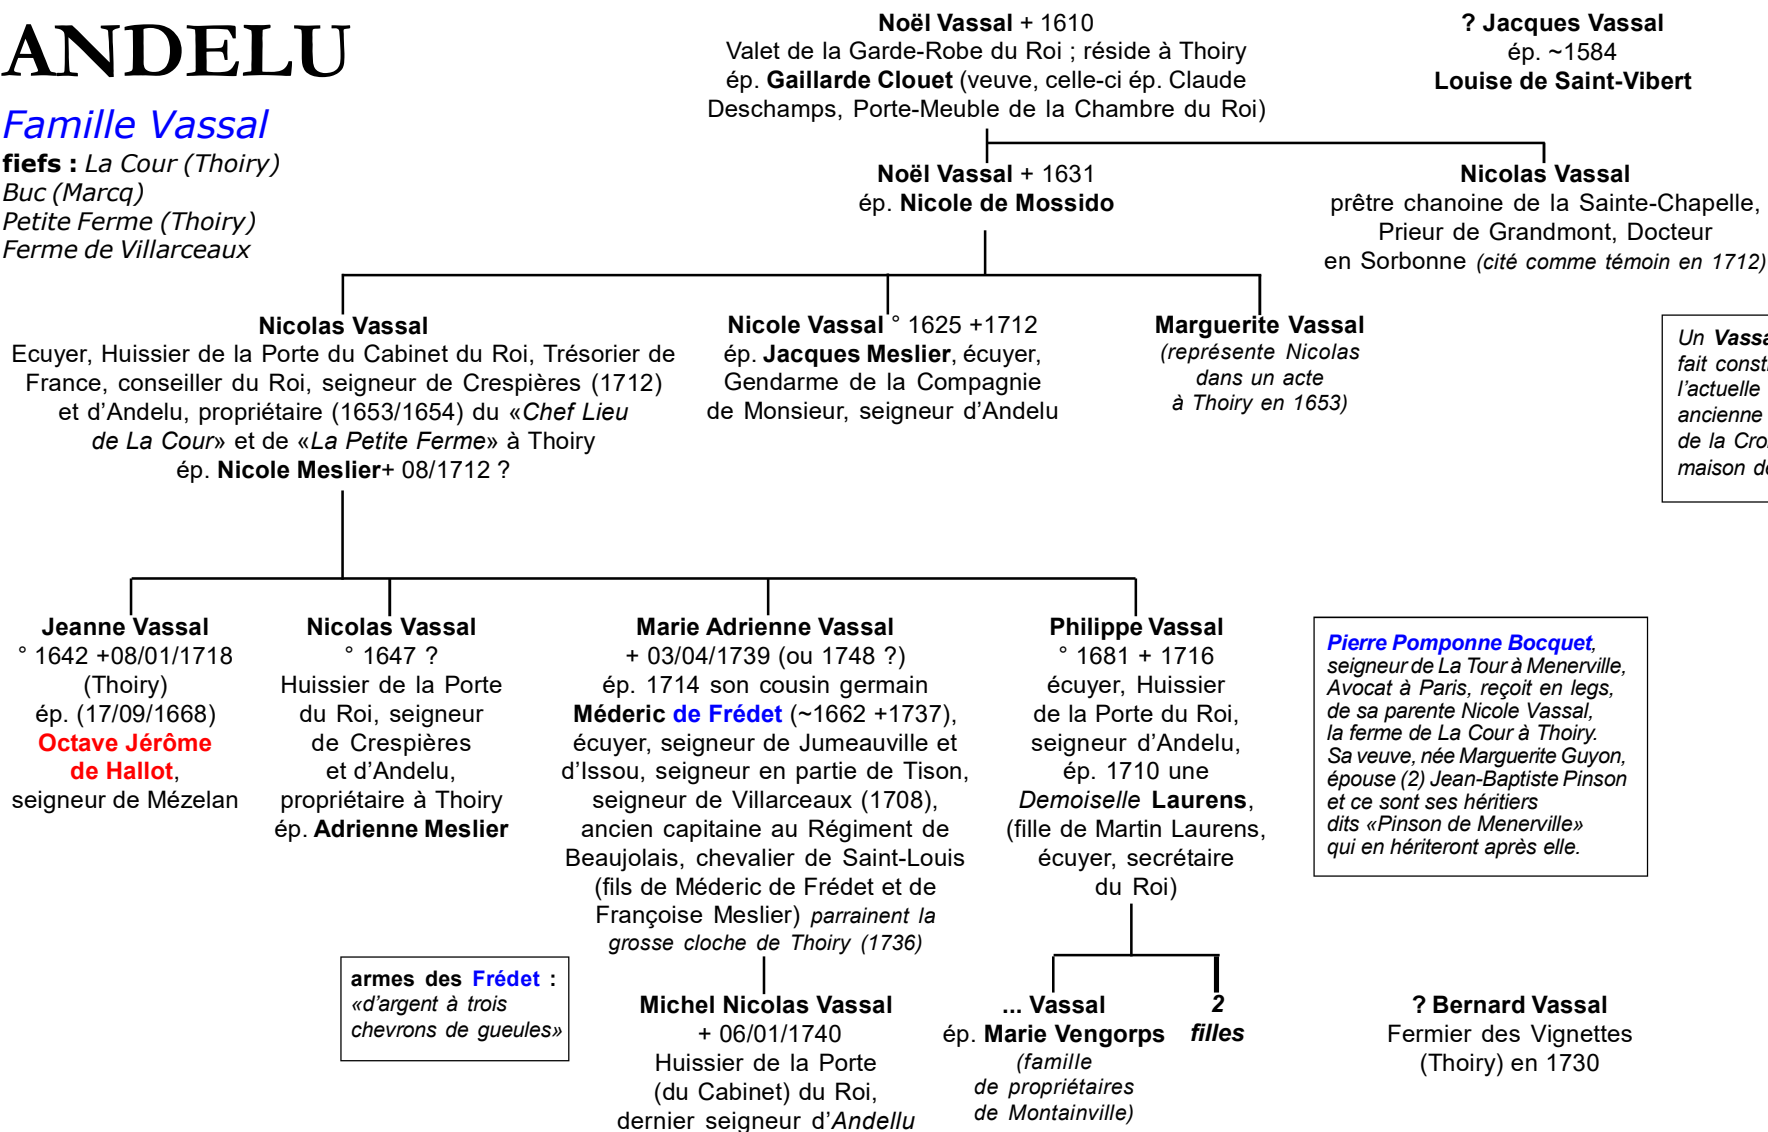 ANDELU
Famille Vassal
fiefs : La Cour (Thoiry)
Buc (Marcq)
Petite Ferme (Thoiry)
Ferme de Villarceaux
Noël Vassal + 1610
Valet de la Garde-Robe du Roi ; réside à Thoiry
ép. Gaillarde Clouet (veuve, celle-ci ép. Claude
Deschamps, Porte-Meuble de la Chambre du Roi)
? Jacques Vassal
ép. ~1584
Louise de Saint-Vibert
Noël Vassal + 1631
ép. Nicole de Mossido
Nicolas Vassal
prêtre chanoine de la Sainte-Chapelle,
Prieur de Grandmont, Docteur
en Sorbonne (cité comme témoin en 1712)
Nicolas Vassal
Ecuyer, Huissier de la Porte du Cabinet du Roi, Trésorier de
France, conseiller du Roi, seigneur de Crespières (1712)
et d'Andelu, propriétaire (1653/1654) du «Chef Lieu
de La Cour» et de «La Petite Ferme» à Thoiry
ép. Nicole Meslier+ 08/1712 ?
Nicole Vassal ° 1625 +1712
ép. Jacques Meslier, écuyer,
Gendarme de la Compagnie
de Monsieur, seigneur d'Andelu
Marguerite Vassal
(représente Nicolas
dans un acte
à Thoiry en 1653)
Un Vassa
fait const
l'actuelle
ancienne
de la Cro
maison de
Jeanne Vassal
° 1642 +08/01/1718
(Thoiry)
ép. (17/09/1668)
Octave Jérôme
de Hallot,
seigneur de Mézelan
Nicolas Vassal
° 1647 ?
Huissier de la Porte
du Roi, seigneur
de Crespières
et d'Andelu,
propriétaire à Thoiry
ép. Adrienne Meslier
Marie Adrienne Vassal
+ 03/04/1739 (ou 1748 ?)
ép. 1714 son cousin germain
Méderic de Frédet (~1662 +1737),
écuyer, seigneur de Jumeauville et
d'Issou, seigneur en partie de Tison,
seigneur de Villarceaux (1708),
ancien capitaine au Régiment de
Beaujolais, chevalier de Saint-Louis
(fils de Méderic de Frédet et de
Françoise Meslier) parrainent la
grosse cloche de Thoiry (1736)
Philippe Vassal
° 1681 + 1716
écuyer, Huissier
de la Porte du Roi,
seigneur d'Andelu,
ép. 1710 une
Demoiselle Laurens,
(fille de Martin Laurens,
écuyer, secrétaire
du Roi)
Pierre Pomponne Bocquet,
seigneur de La Tour à Menerville,
Avocat à Paris, reçoit en legs,
de sa parente Nicole Vassal,
la ferme de La Cour à Thoiry.
Sa veuve, née Marguerite Guyon,
épouse (2) Jean-Baptiste Pinson
et ce sont ses héritiers
dits «Pinson de Menerville»
qui en hériteront après elle.
armes des Frédet :
«d'argent à trois
chevrons de gueules»
Michel Nicolas Vassal
+ 06/01/1740
Huissier de la Porte
(du Cabinet) du Roi,
dernier seigneur d'Andellu
... Vassal
ép. Marie Vengorps
(famille
de propriétaires
de Montainville)
2
filles
? Bernard Vassal
Fermier des Vignettes
(Thoiry) en 1730